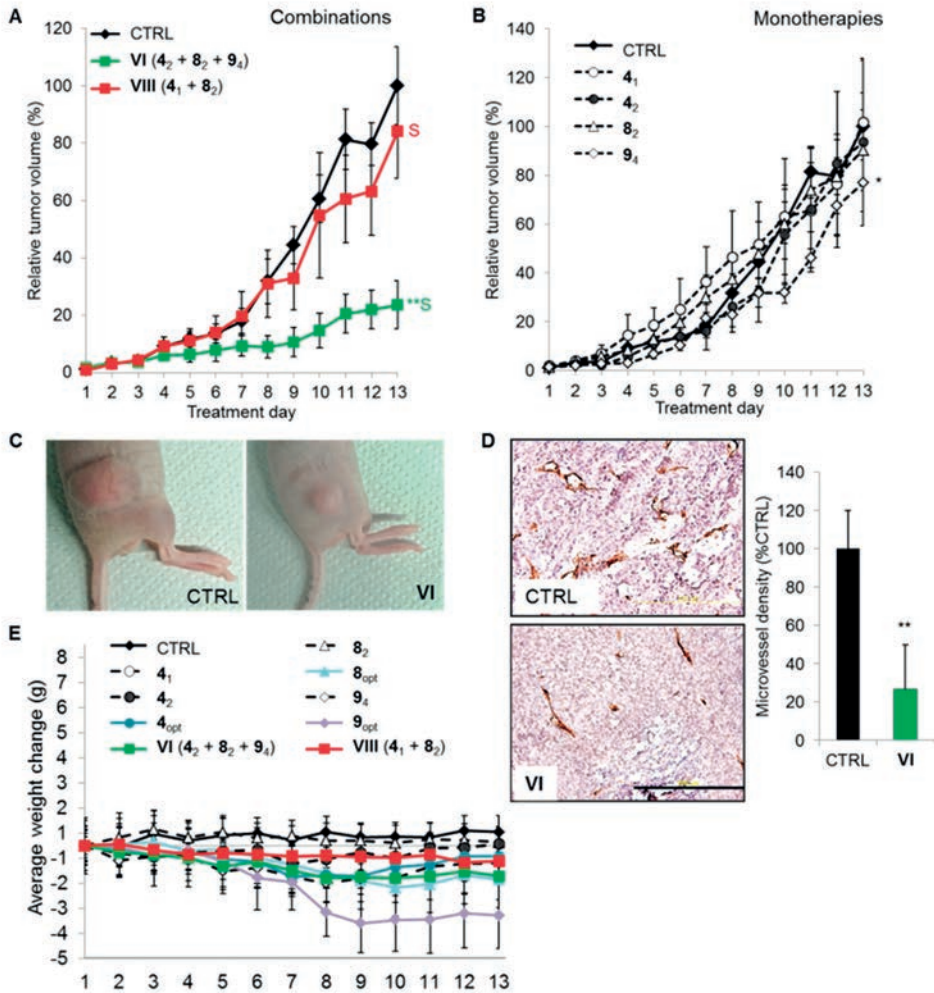 A
Combinations
Relative tumor volume (%)
120
100
80
60
40
20
0
CTRL
VI (4₂ + 8₂ + 9₄)
VIII (4₁ + 8₂)
S
**S
1 2 3 4 5 6 7 8 9 10 11 12 13
Treatment day
B
Monotherapies
Relative tumor volume (%)
140
120
100
80
60
40
20
0
CTRL
4₁
4₂
8₂
9₄
*
1 2 3 4 5 6 7 8 9 10 11 12 13
Treatment day
C
CTRL
VI
D
CTRL
VI
Microvessel density (%CTRL)
140
120
100
80
60
40
20
0
**
CTRL VI
E
Average weight change (g)
CTRL
4₁
4₂
4opt
VI (4₂ + 8₂ + 9₄)
8₂
8opt
9₄
9opt
VIII (4₁ + 8₂)
8
7
6
5
4
3
2
1
-1
-2
-3
-4
-5
1 2 3 4 5 6 7 8 9 10 11 12 13